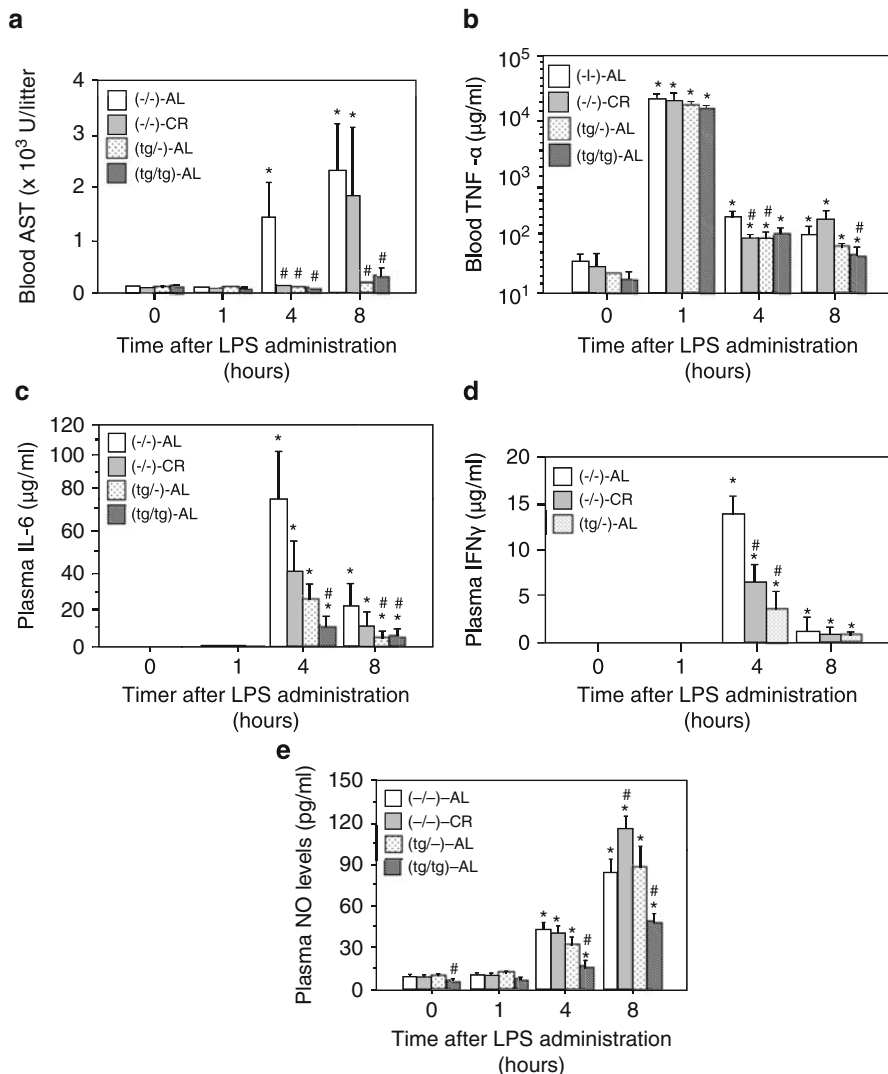 a
Blood AST (x 10³ U/litter)
4
3
2
1
0
(-/-)-AL
(-/-)-CR
(tg/-)-AL
(tg/tg)-AL
*
# # #
*
*
# #
0 1 4 8
Time after LPS administration
(hours)
b
Blood TNF -α (µg/ml)
10⁵
10⁴
10³
10²
10¹
(-l-)-AL
(-/-)-CR
(tg/-)-AL
(tg/tg)-AL
* * * *
*
#
*
#
*
*
*
*
*
#
*
0 1 4 8
Time after LPS administration
(hours)
c
Plasma IL-6 (µg/ml)
120
100
80
60
40
20
0
(-/-)-AL
(-/-)-CR
(tg/-)-AL
(tg/tg)-AL
*
*
*
#
*
*
*
#
*
#
*
0 1 4 8
Timer after LPS administration
(hours)
d
Plasma IFNγ (µg/ml)
20
15
10
5
0
(-/-)-AL
(-/-)-CR
(tg/-)-AL
*
#
*
#
*
*
*
*
0 1 4 8
Time after LPS administration
(hours)
e
Plasma NO levels (pg/ml)
150
120
90
60
30
0
(–/–)–AL
(–/–)–CR
(tg/–)–AL
(tg/tg)–AL
#
* * *
#
*
*
#
*
*
#
*
0 1 4 8
Time after LPS administration
(hours)